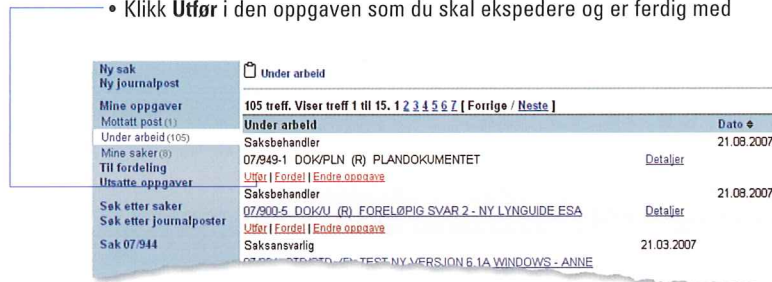 • Klikk Utfør i den oppgaven som du skal ekspedere og er ferdig med
Ny sak
Ny journalpost
Mine oppgaver
Mottatt post (1)
Under arbeid (105)
Mine saker (8)
Til fordeling
Utsatte oppgaver
Søk etter saker
Søk etter journalposter
Sak 07/944
Under arbeid
105 treff. Viser treff 1 til 15. 1 2 3 4 5 6 7 [ Forrige / Neste ]
Under arbeid Dato
Saksbehandler 21.08.2007
07/949-1 DOK/PLN (R) PLANDOKUMENTET Detaljer
Utfør | Fordel | Endre oppgave
Saksbehandler 21.08.2007
07/900-5 DOK/U (R) FORELØPIG SVAR 2 - NY LYNGUIDE ESA Detaljer
Utfør | Fordel | Endre oppgave
Saksansvarlig 21.03.2007
TEST NY VERSJON 6.1A WINDOWS - ANNE